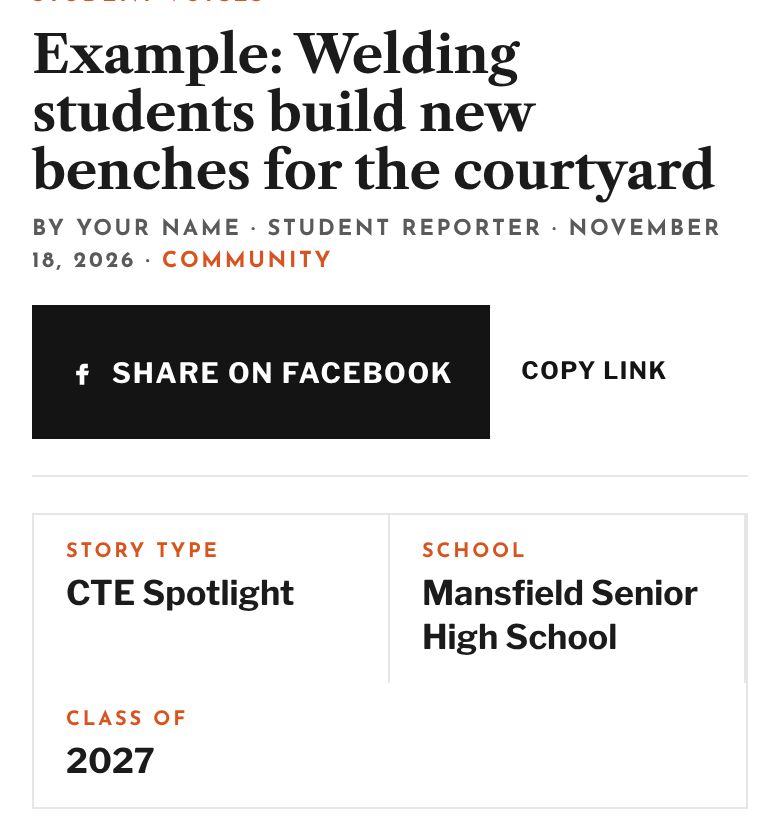 Example: Welding
students build new
benches for the courtyard
BY YOUR NAME · STUDENT REPORTER · NOVEMBER
18, 2026 · COMMUNITY
f SHARE ON FACEBOOK
COPY LINK
STORY TYPE
CTE Spotlight
SCHOOL
Mansfield Senior
High School
CLASS OF
2027